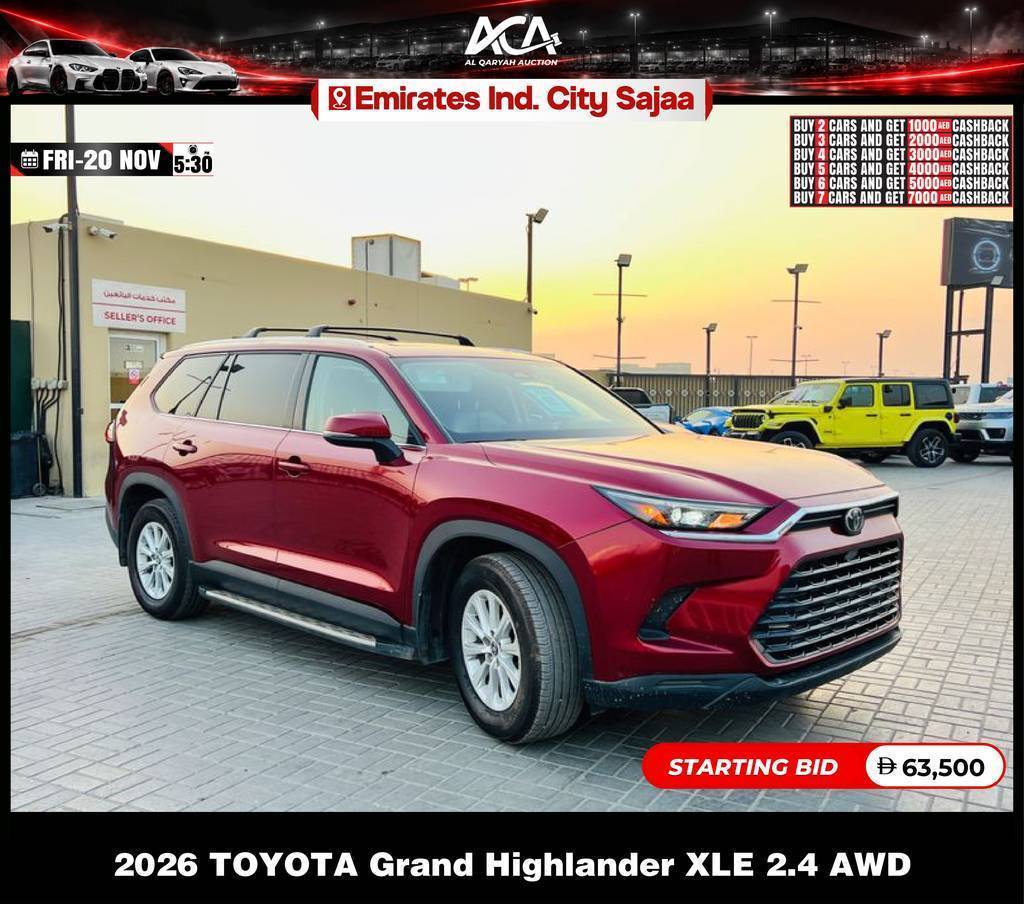 ACA
AL QARYAH AUCTION
Emirates Ind. City Sajaa
FRI-20 NOV 5:30
BUY 2 CARS AND GET 1000 AED CASHBACK
BUY 3 CARS AND GET 2000 AED CASHBACK
BUY 4 CARS AND GET 3000 AED CASHBACK
BUY 5 CARS AND GET 4000 AED CASHBACK
BUY 6 CARS AND GET 5000 AED CASHBACK
BUY 7 CARS AND GET 7000 AED CASHBACK
مكتب خدمات البائعين
SELLER'S OFFICE
STARTING BID 63,500
2026 TOYOTA Grand Highlander XLE 2.4 AWD